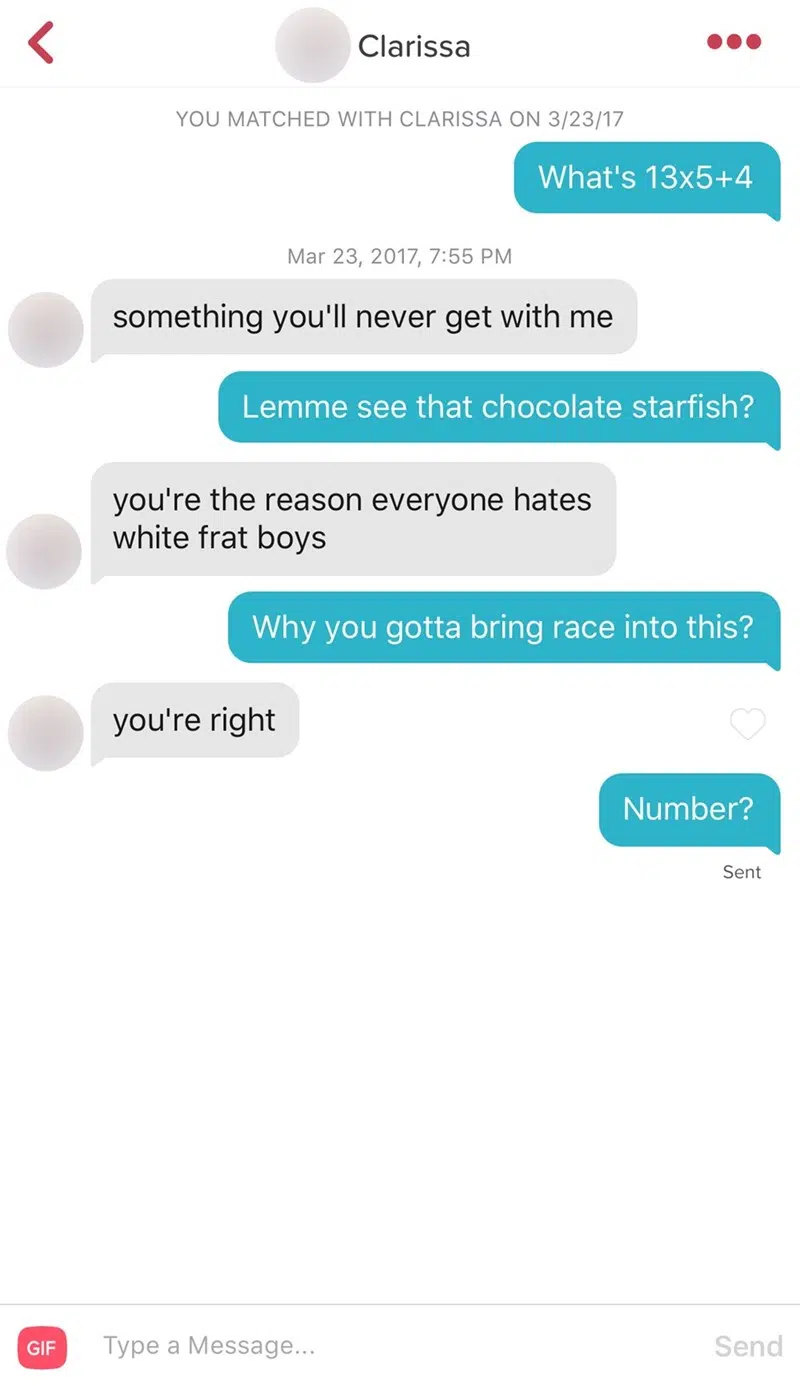 Clarissa
YOU MATCHED WITH CLARISSA ON 3/23/17
What's 13x5+4
Mar 23, 2017, 7:55 PM
something you'll never get with me
Lemme see that chocolate starfish?
you're the reason everyone hates
white frat boys
Why you gotta bring race into this?
you're right
Number?
Sent
GIF Type a Message... Send